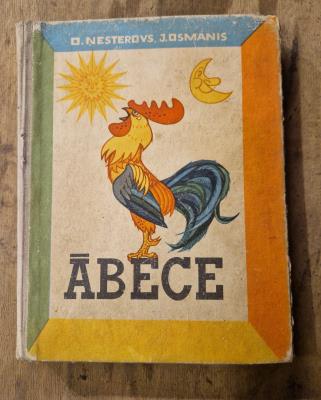 O. NESTEROVS, J. OSMANIS
ĀBECE